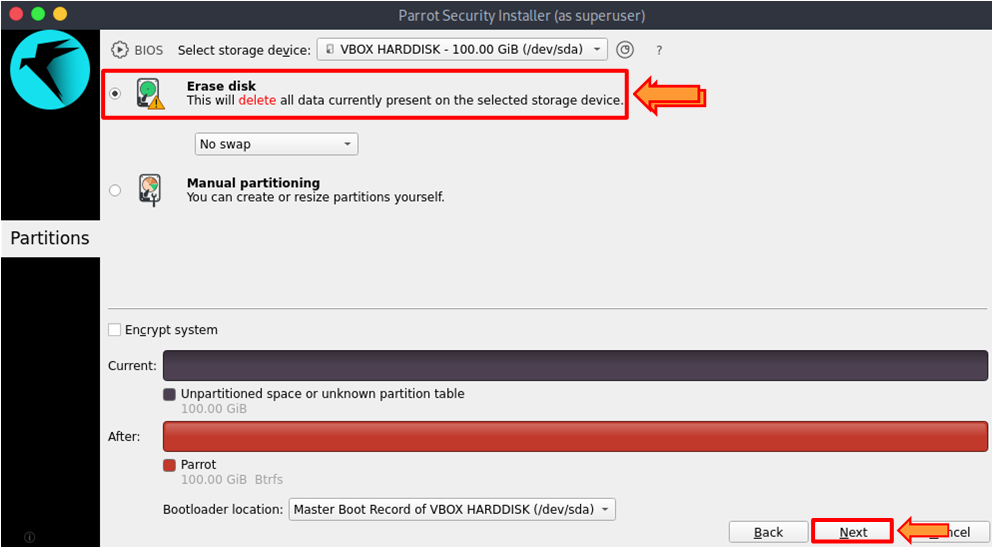 Parrot Security Installer (as superuser)
BIOS Select storage device: VBOX HARDDISK - 100.00 GiB (/dev/sda) ?
Erase disk
This will delete all data currently present on the selected storage device.
No swap
Manual partitioning
You can create or resize partitions yourself.
Partitions
Encrypt system
Current:
Unpartitioned space or unknown partition table
100.00 GiB
After:
Parrot
100.00 GiB Btrfs
Bootloader location: Master Boot Record of VBOX HARDDISK (/dev/sda)
Back Next